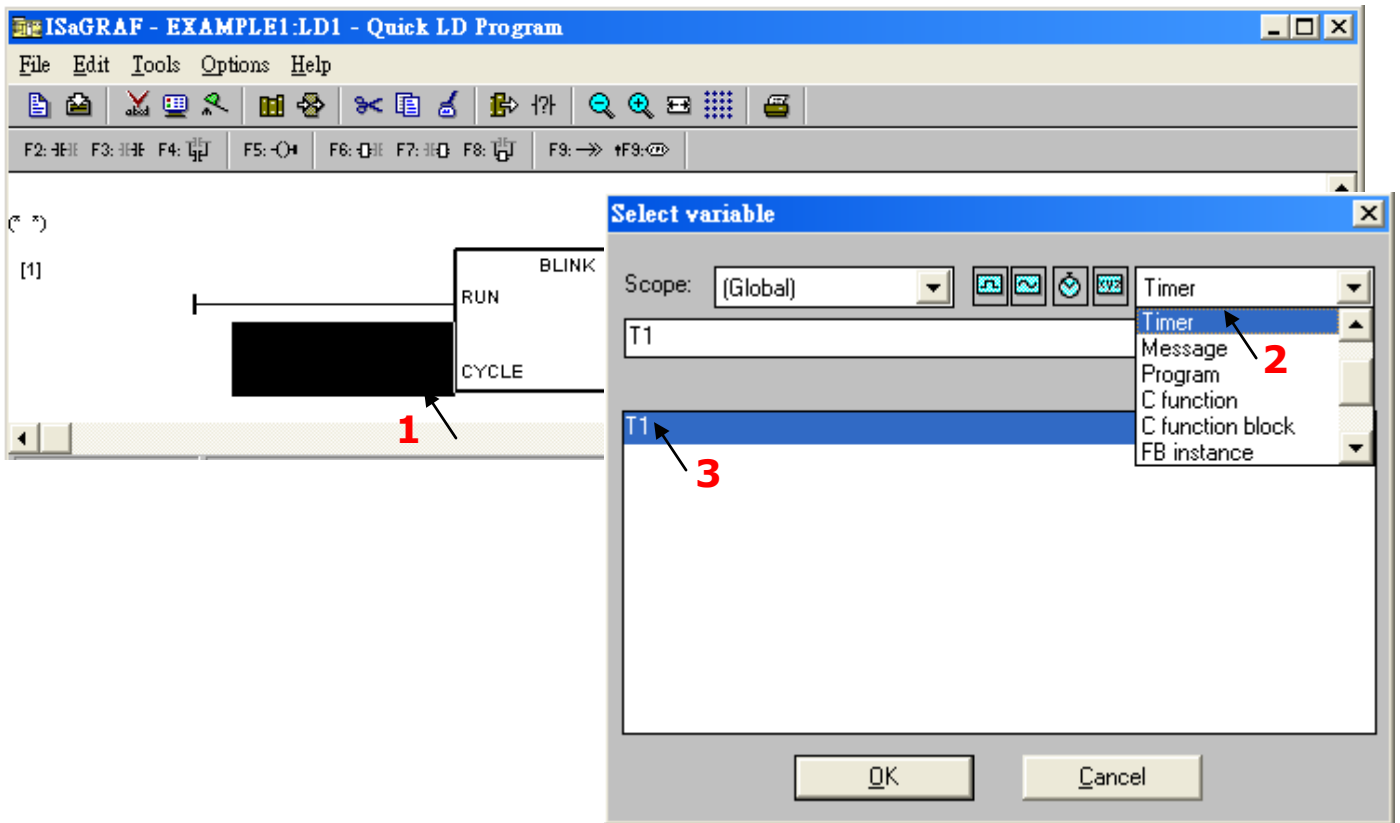 ISaGRAF - EXAMPLE1:LD1 - Quick LD Program
File Edit Tools Options Help
F2: F3: F4: F5: F6: F7: F8: F9: F9:
(* *)
[1]
BLINK
RUN
CYCLE
1
Select variable
Scope: (Global) xyz Timer
T1
Timer
Message
Program
C function
C function block
FB instance
2
T1
3
OK Cancel